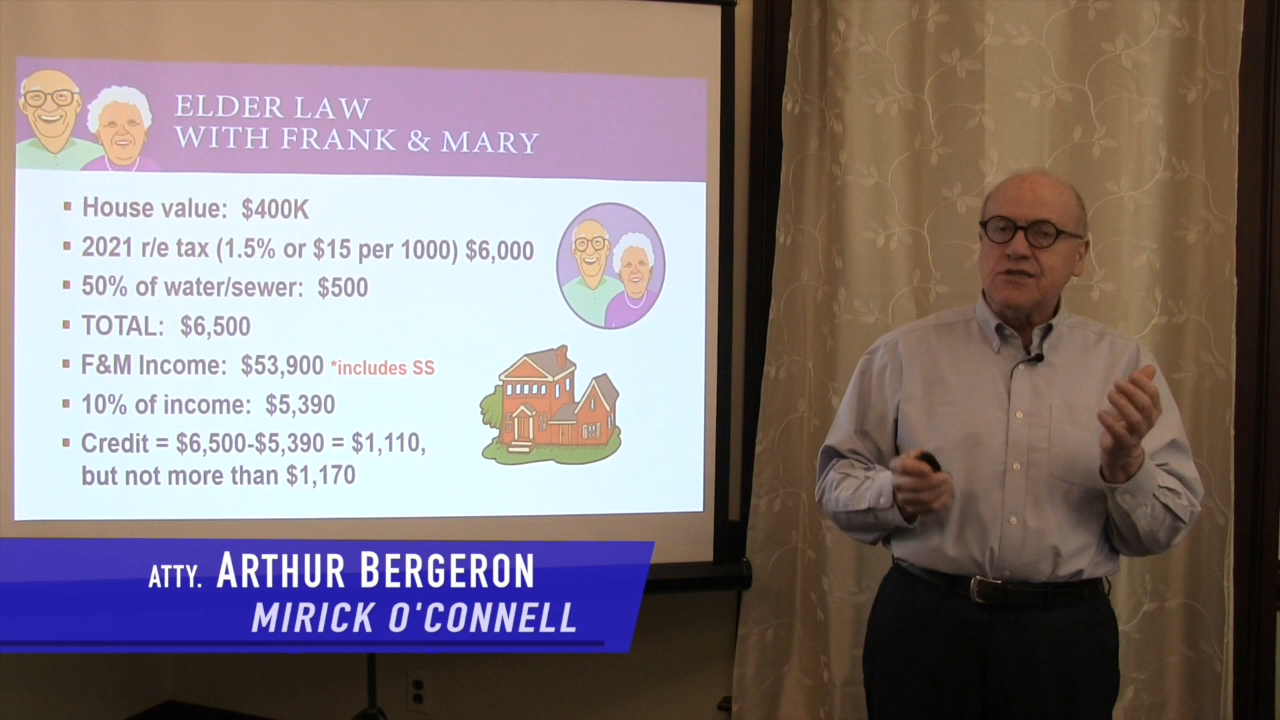 ELDER LAW
WITH FRANK & MARY
▪ House value: $400K
▪ 2021 r/e tax (1.5% or $15 per 1000) $6,000
▪ 50% of water/sewer: $500
▪ TOTAL: $6,500
▪ F&M Income: $53,900 *includes SS
▪ 10% of income: $5,390
▪ Credit = $6,500-$5,390 = $1,110,
but not more than $1,170
ATTY. ARTHUR BERGERON
MIRICK O'CONNELL